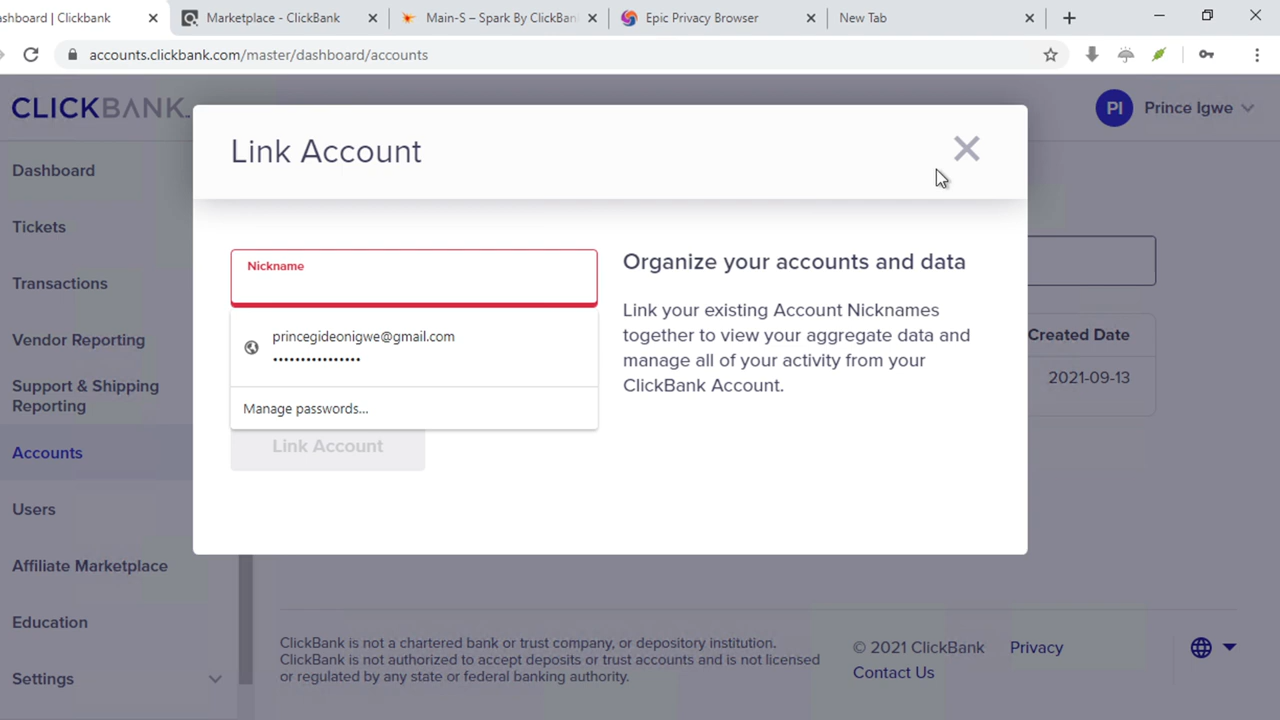 ashboard | Clickbank
Marketplace - ClickBank
Main-S – Spark By ClickBan
Epic Privacy Browser
New Tab
accounts.clickbank.com/master/dashboard/accounts
CLICKBANK
PI
Prince Igwe
Link Account
Dashboard
Tickets
Transactions
Vendor Reporting
Support & Shipping
Reporting
Accounts
Users
Affiliate Marketplace
Education
Settings
Nickname
princegideonigwe@gmail.com
••••••••••••••••
Manage passwords...
Link Account
Organize your accounts and data
Link your existing Account Nicknames
together to view your aggregate data and
manage all of your activity from your
ClickBank Account.
Created Date
2021-09-13
ClickBank is not a chartered bank or trust company, or depository institution.
ClickBank is not authorized to accept deposits or trust accounts and is not licensed
or regulated by any state or federal banking authority.
© 2021 ClickBank
Privacy
Contact Us